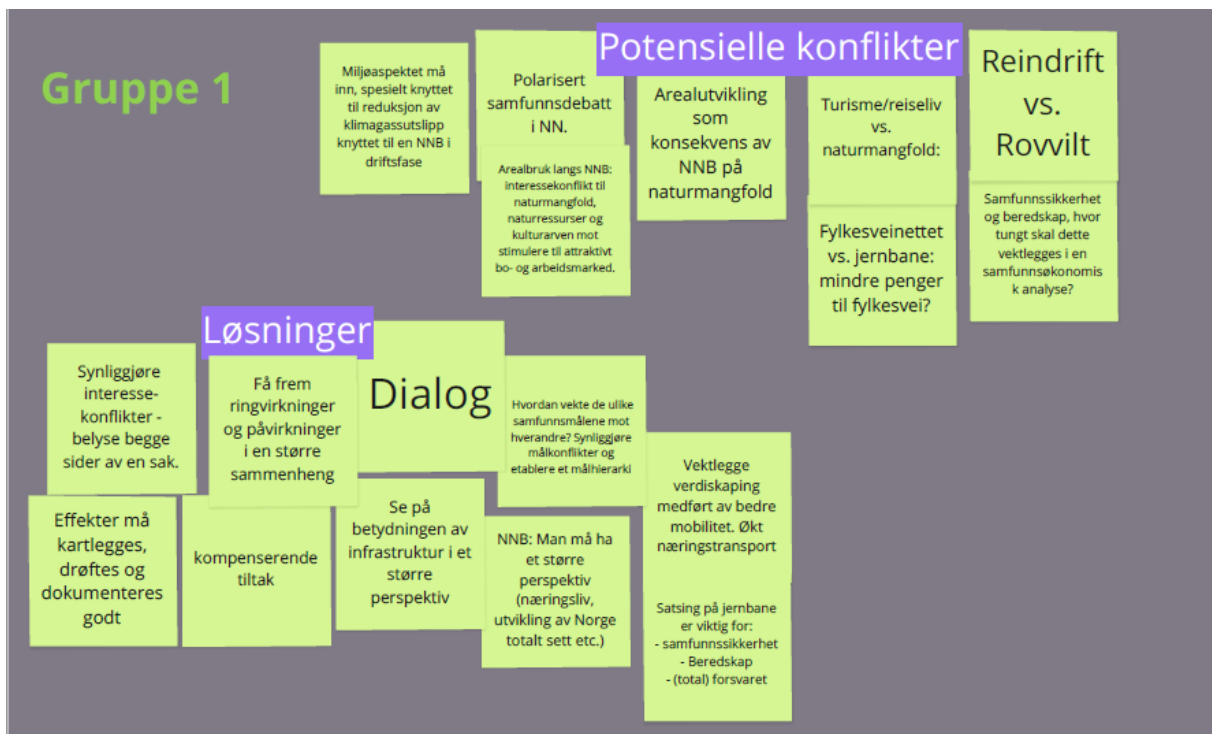 Gruppe 1
Potensielle konflikter
Miljøaspektet må
inn, spesielt knyttet
til reduksjon av
klimagassutslipp
knyttet til en NNB i
driftsfase
Polarisert
samfunnsdebatt
i NN.
Arealbruk langs NNB:
interessekonflikt til
naturmangfold,
naturressurser og
kulturarven mot
stimulere til attraktivt
bo- og arbeidsmarked.
Arealutvikling
som
konsekvens av
NNB på
naturmangfold
Turisme/reiseliv
vs.
naturmangfold:
Fylkesveinettet
vs. jernbane:
mindre penger
til fylkesvei?
Reindrift
vs.
Rovvilt
Samfunnssikkerhet
og beredskap, hvor
tungt skal dette
vektlegges i en
samfunnsøkonomis
k analyse?
Løsninger
Synliggjøre
interesse-
konflikter -
belyse begge
sider av en sak.
Få frem
ringvirkninger
og påvirkninger
i en større
sammenheng
Dialog
Hvordan vekte de ulike
samfunnsmålene mot
hverandre? Synliggjøre
målkonflikter og
etablere et målhierarki
Vektlegge
verdiskaping
medført av bedre
mobilitet. Økt
næringstransport
Effekter må
kartlegges,
drøftes og
dokumenteres
godt
kompenserende
tiltak
Se på
betydningen av
infrastruktur i et
større
perspektiv
NNB: Man må ha
et større
perspektiv
(næringsliv,
utvikling av Norge
totalt sett etc.)
Satsing på jernbane
er viktig for:
- samfunnssikkerhet
- Beredskap
- (total) forsvaret